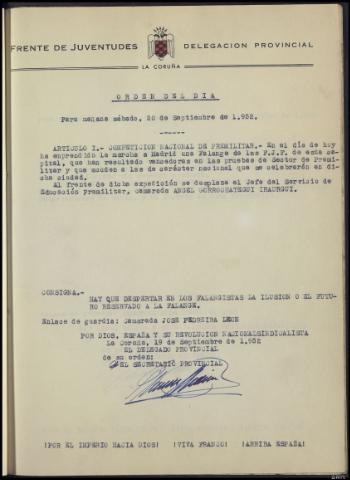 FRENTE DE JUVENTUDES DELEGACION PROVINCIAL
LA CORUÑA
ORDEN DEL DIA
Para mañana sábado, 20 de Septiembre de 1.952.
ARTICULO I.- COMPETICION NACIONAL DE PREMILITAR.- En el día de hoy
ha emprendido la marcha a Madrid una Falange de las F.J.F. de esta ca-
pital, que han resultado vencedoras en las pruebas de Sector de Premi-
litar y que acuden a las de carácter nacional que se celebrarán en di-
cha ciudad.
Al frente de dicha expedición se desplaza el Jefe del Servicio de
Educación Premilitar, Camarada ANGEL GORROCHATEGUI IRAURGUI.
CONSIGNA.-
HAY QUE DESPERTAR EN LOS FALANGISTAS LA ILUSION O EL FUTU-
RO RESERVADO A LA FALANGE.
Enlace de guardia: Camarada JOSE PEDREIRA LEON
POR DIOS, ESPAÑA Y SU REVOLUCION NACIONALSINDICALISTA
La Coruña, 19 de Septiembre de 1.952
EL DELEGADO PROVINCIAL
de su orden:
EL SECRETARIO PROVINCIAL
¡POR EL IMPERIO HACIA DIOS! ¡VIVA FRANCO! ¡ARRIBA ESPAÑA!